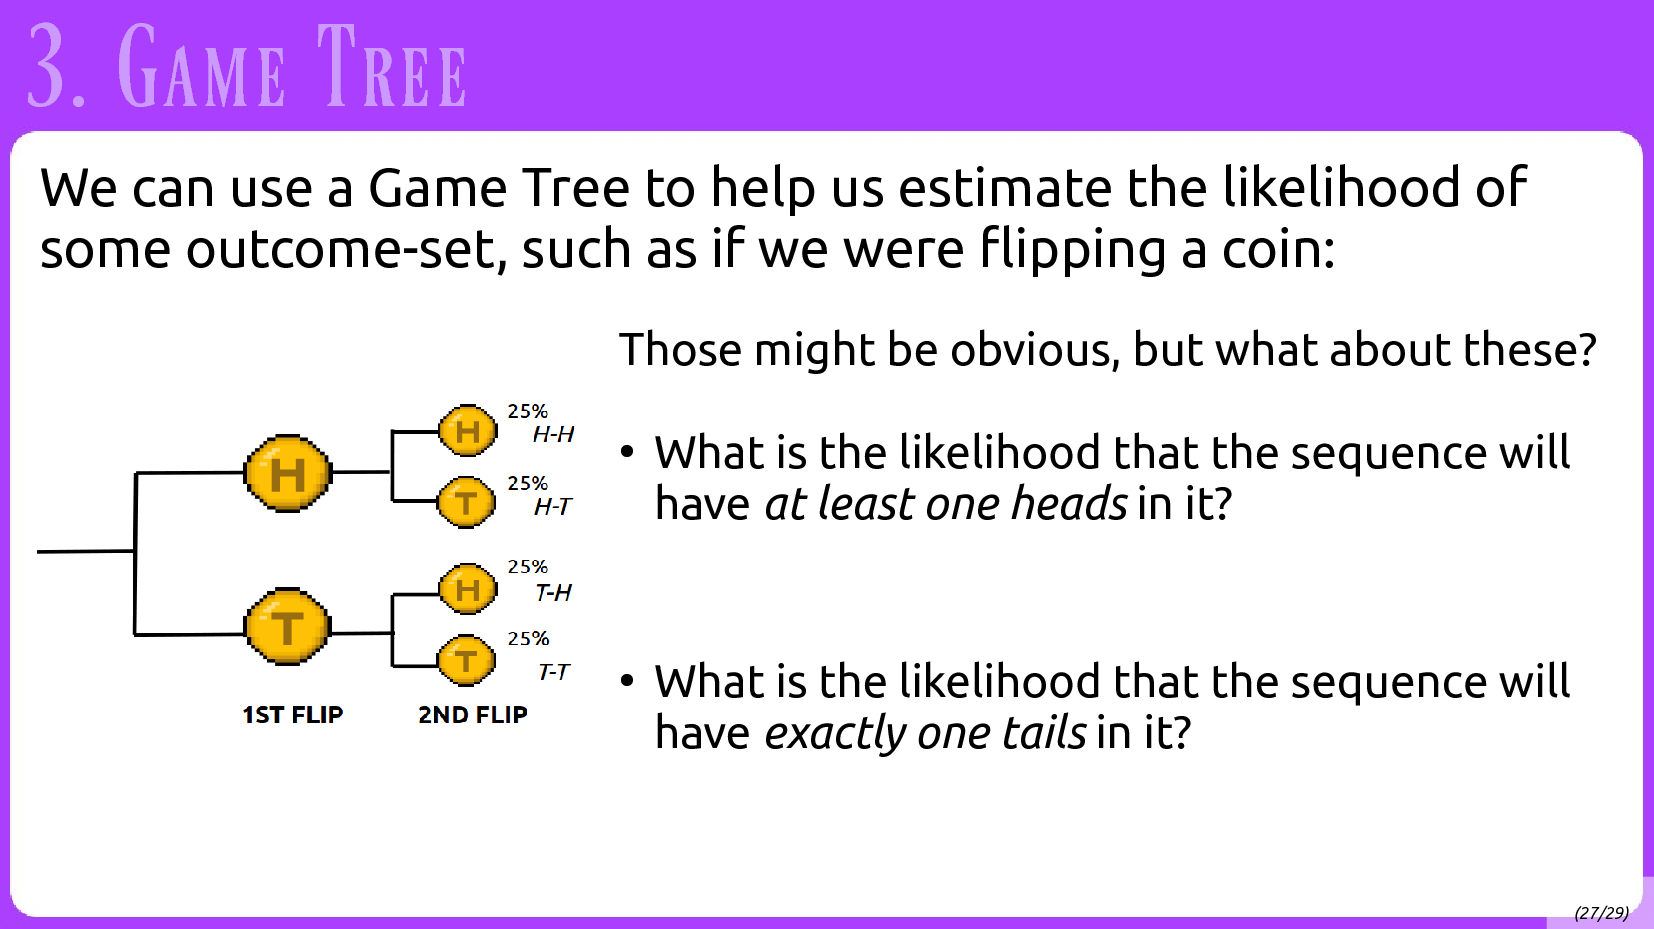 3. Game Tree
We can use a Game Tree to help us estimate the likelihood of
some outcome-set, such as if we were flipping a coin:
Those might be obvious, but what about these?
H
T
H
25%
H-H
T
25%
H-T
H
25%
T-H
T
25%
T-T
1ST FLIP
2ND FLIP
• What is the likelihood that the sequence will
have at least one heads in it?
• What is the likelihood that the sequence will
have exactly one tails in it?
(27/29)